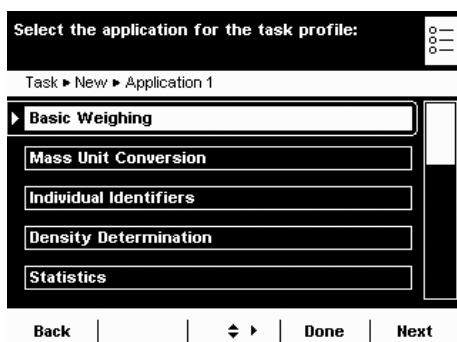 Select the application for the task profile:
Task ▸ New ▸ Application 1
Basic Weighing
Mass Unit Conversion
Individual Identifiers
Density Determination
Statistics
Back Done Next